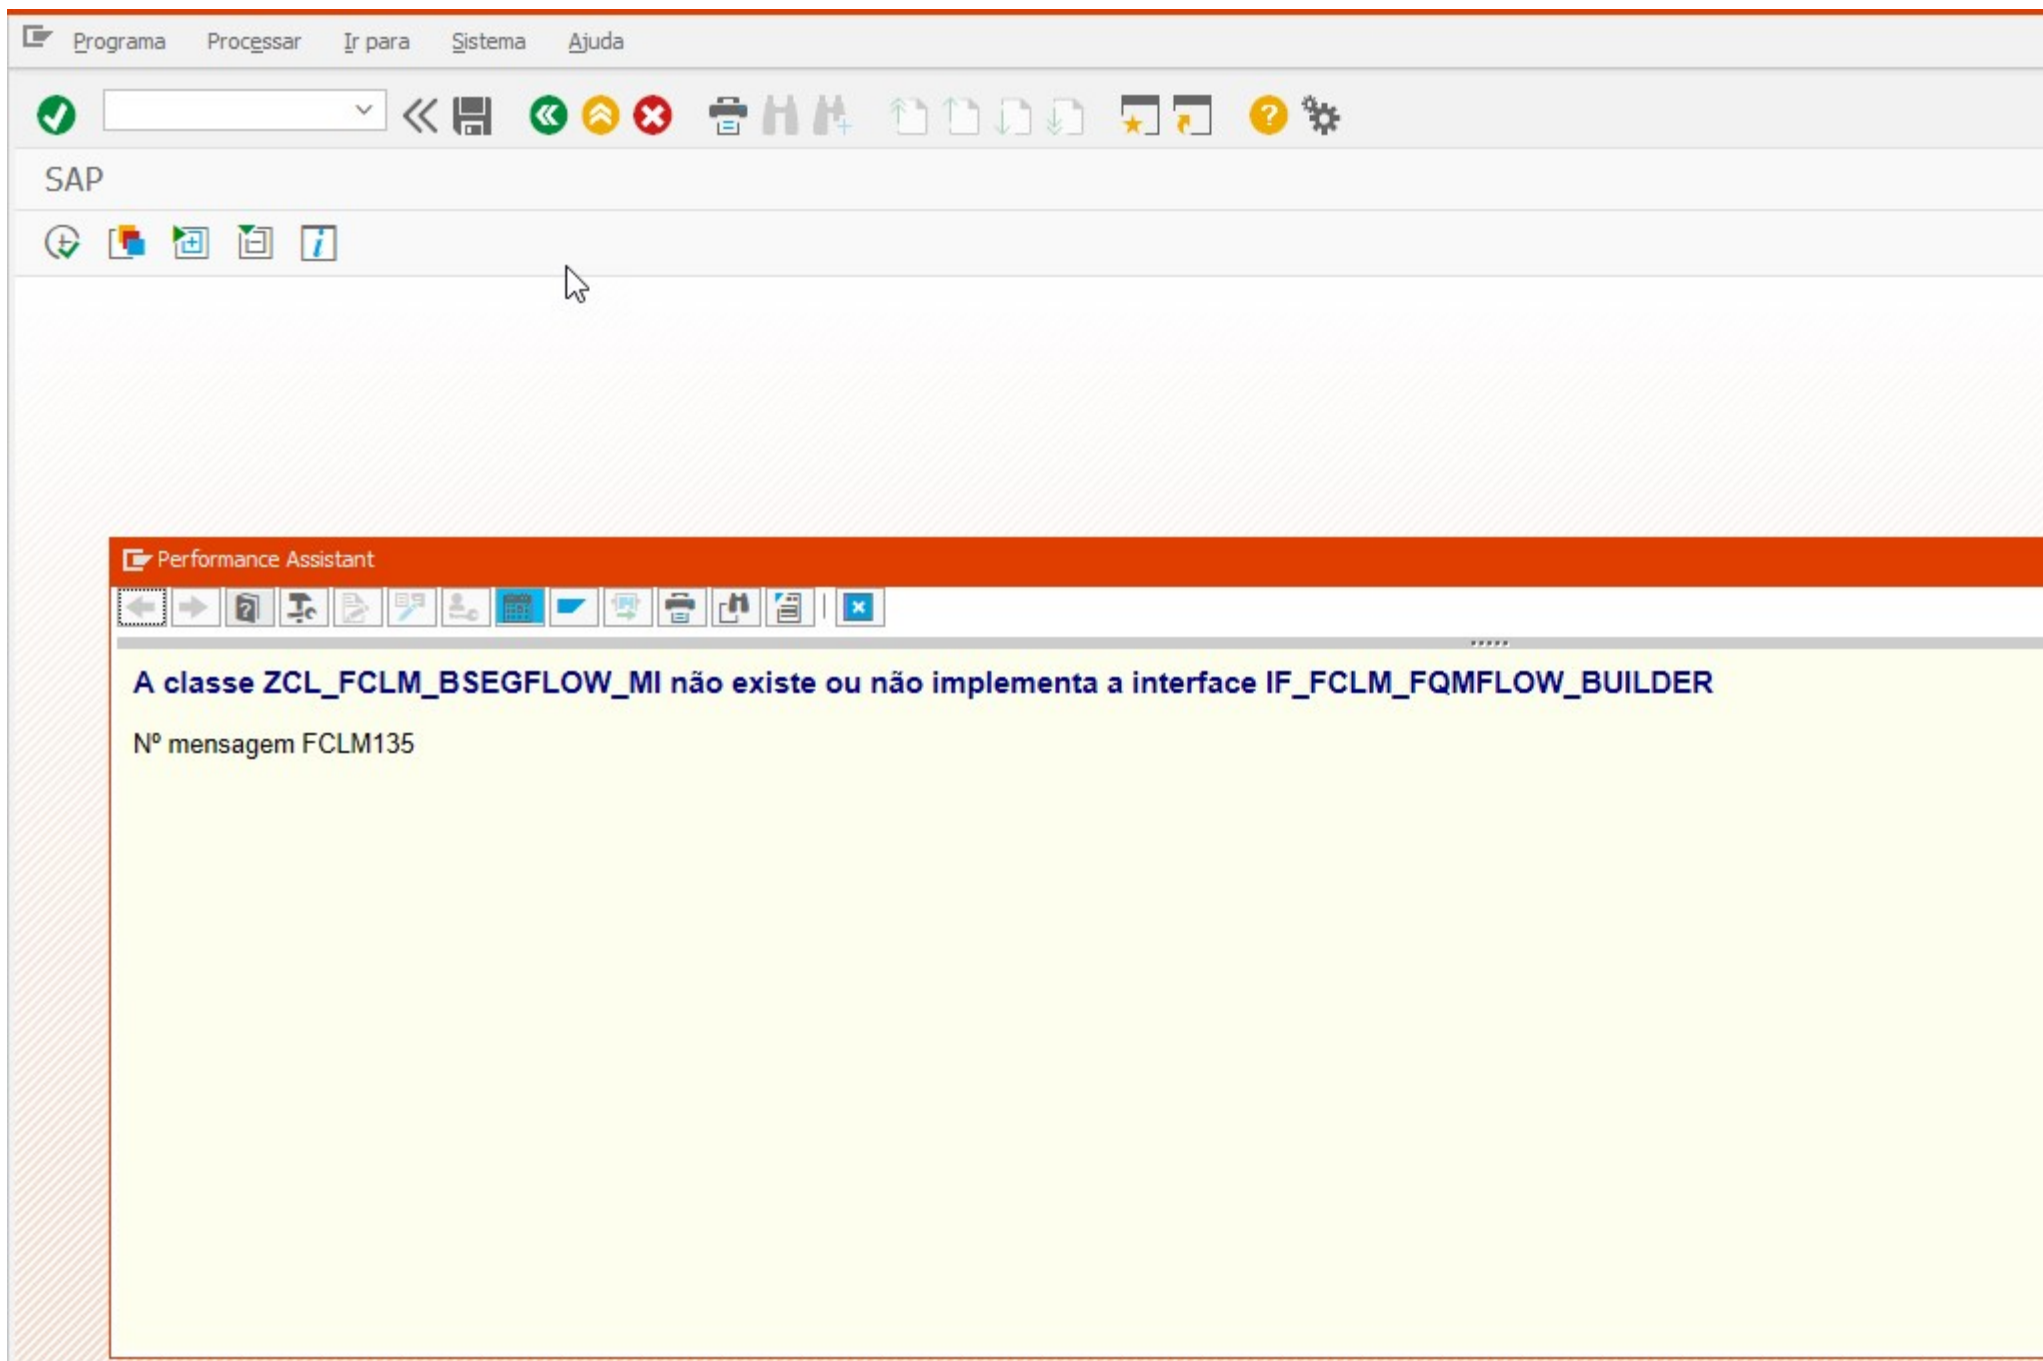 Programa Processar Ir para Sistema Ajuda
SAP
Performance Assistant
A classe ZCL_FCLM_BSEGFLOW_MI não existe ou não implementa a interface IF_FCLM_FQMFLOW_BUILDER
Nº mensagem FCLM135